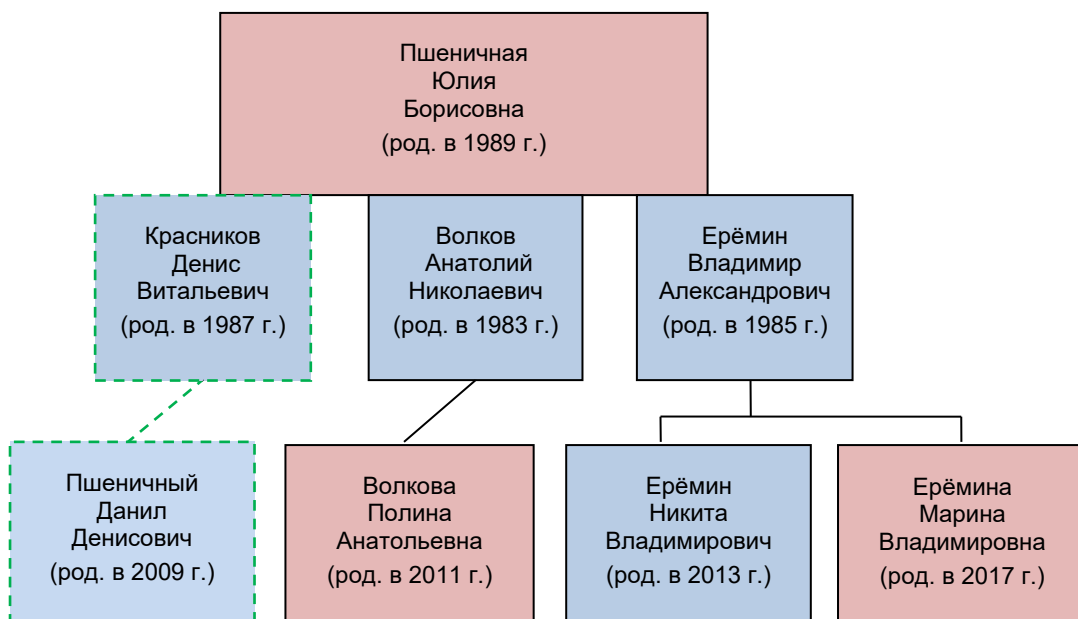 Пшеничная
Юлия
Борисовна
(род. в 1989 г.)
Красников
Денис
Витальевич
(род. в 1987 г.)
Волков
Анатолий
Николаевич
(род. в 1983 г.)
Ерёмин
Владимир
Александрович
(род. в 1985 г.)
Пшеничный
Данил
Денисович
(род. в 2009 г.)
Волкова
Полина
Анатольевна
(род. в 2011 г.)
Ерёмин
Никита
Владимирович
(род. в 2013 г.)
Ерёмина
Марина
Владимировна
(род. в 2017 г.)